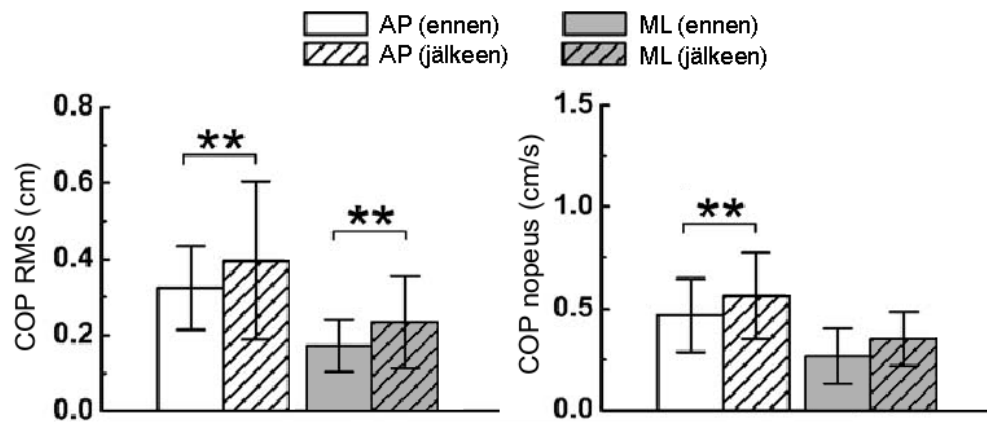 AP (ennen) ML (ennen)
AP (jälkeen) ML (jälkeen)
COP RMS (cm)
0.8
0.6
0.4
0.2
0.0
** **
COP nopeus (cm/s)
1.5
1.0
0.5
0.0
**